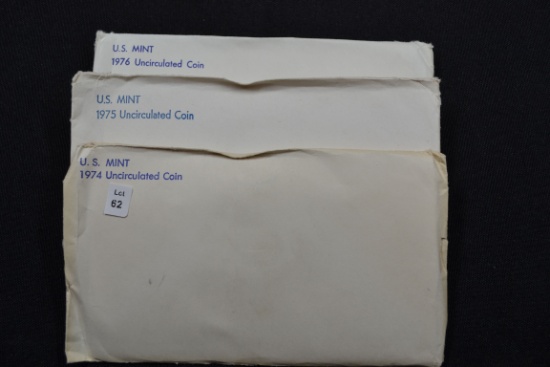 U.S. MINT
1976 Uncirculated Coin
U.S. MINT
1975 Uncirculated Coin
U. S. MINT
1974 Uncirculated Coin
Lot
62